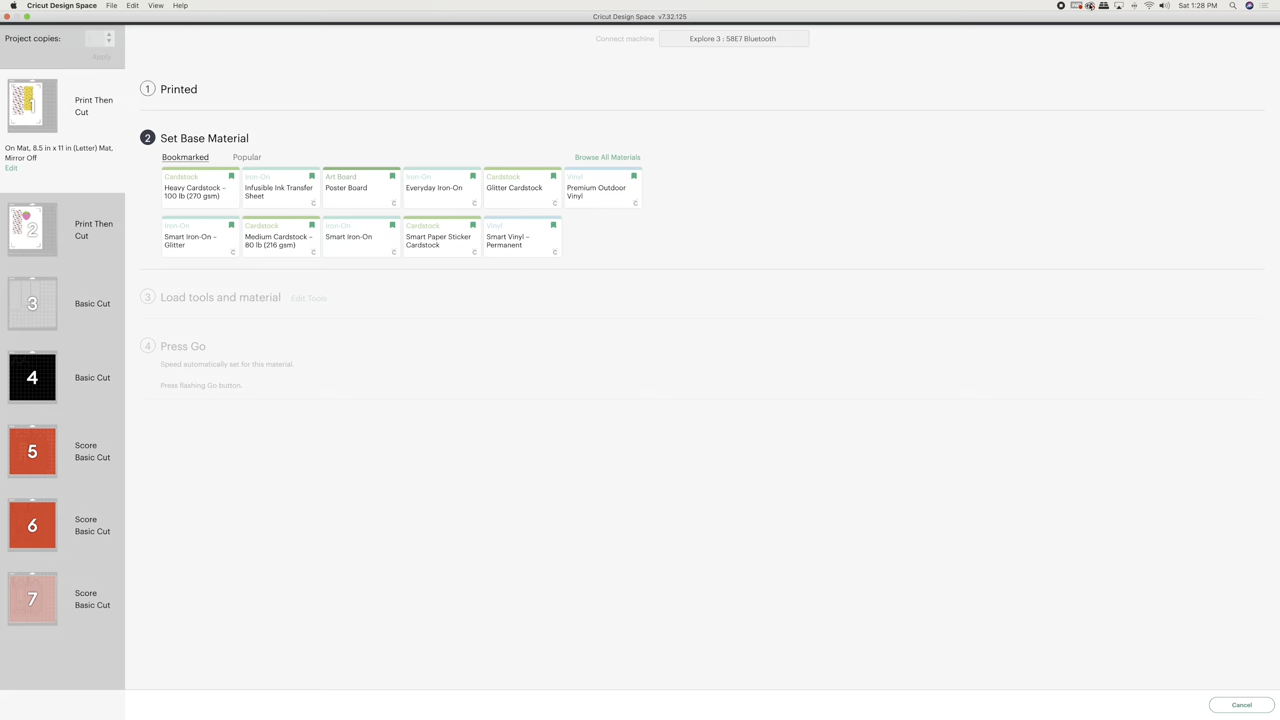 Cricut Design Space File Edit View Help
Sat 1:28 PM
Cricut Design Space v7.32.125
Project copies:
Apply
Connect machine
Explore 3 : 58E7 Bluetooth
1
Print Then
Cut
On Mat, 8.5 in x 11 in (Letter) Mat,
Mirror Off
Edit
2
Print Then
Cut
3
Basic Cut
4
Basic Cut
5
Score
Basic Cut
6
Score
Basic Cut
7
Score
Basic Cut
1 Printed
2 Set Base Material
Bookmarked Popular Browse All Materials
Cardstock
Heavy Cardstock –
100 lb (270 gsm)
C
Iron-On
Infusible Ink Transfer
Sheet
C
Art Board
Poster Board
C
Iron-On
Everyday Iron-On
C
Cardstock
Glitter Cardstock
C
Vinyl
Premium Outdoor
Vinyl
C
Iron-On
Smart Iron-On –
Glitter
C
Cardstock
Medium Cardstock –
80 lb (216 gsm)
C
Iron-On
Smart Iron-On
C
Cardstock
Smart Paper Sticker
Cardstock
C
Vinyl
Smart Vinyl –
Permanent
C
3 Load tools and material Edit Tools
4 Press Go
Speed automatically set for this material.
Press flashing Go button.
Cancel